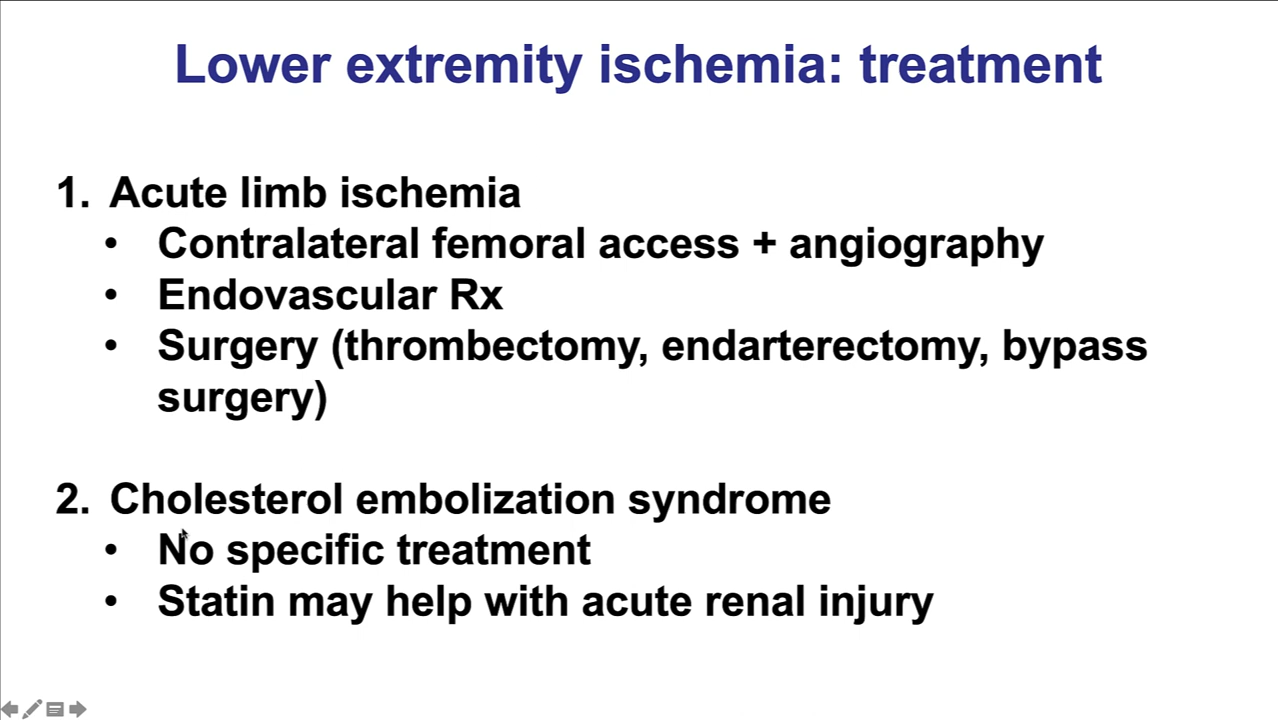 Lower extremity ischemia: treatment
1. Acute limb ischemia
• Contralateral femoral access + angiography
• Endovascular Rx
• Surgery (thrombectomy, endarterectomy, bypass
surgery)
2. Cholesterol embolization syndrome
• No specific treatment
• Statin may help with acute renal injury